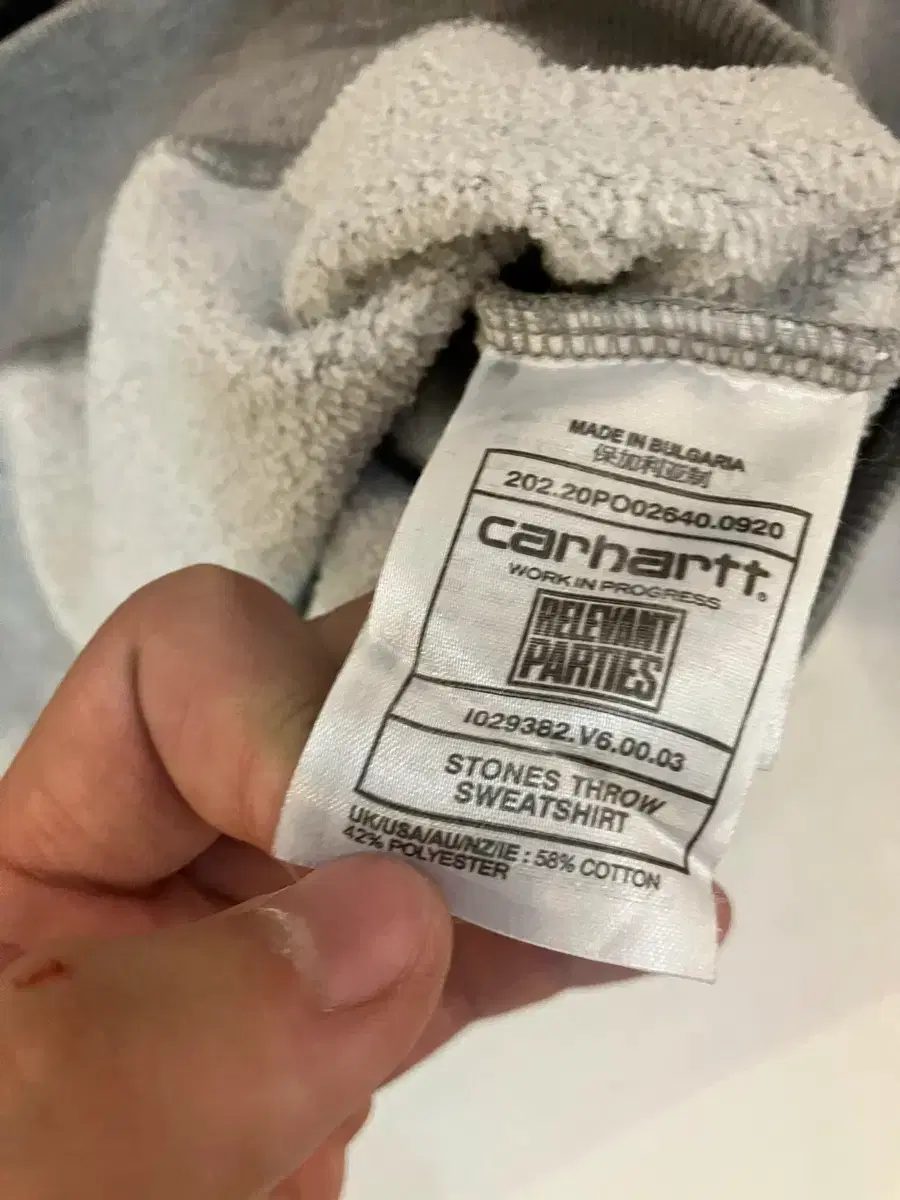 MADE IN BULGARIA
保加利亚制
202.20PO02640.0920
carhartt®
WORK IN PROGRESS
RELEVANT
PARTIES
I029382.V6.00.03
STONES THROW
SWEATSHIRT
UK/USA/AU/NZ/IE : 58% COTTON
42% POLYESTER